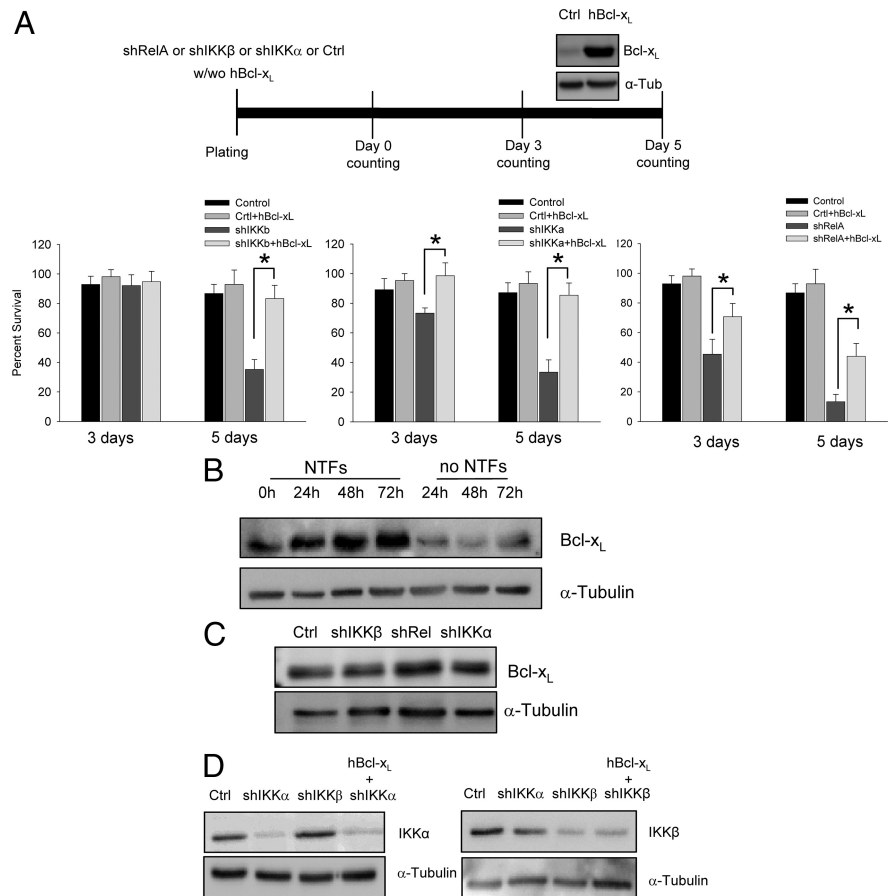 A
Ctrl hBcl-xL
Bcl-xL
α-Tub
shRelA or shIKKβ or shIKKα or Ctrl
w/wo hBcl-xL
Plating
Day 0
counting
Day 3
counting
Day 5
counting
Control
Crtl+hBcl-xL
shIKKb
shIKKb+hBcl-xL
Percent Survival
120
100
80
60
40
20
0
*
3 days
5 days
Control
Crtl+hBcl-xL
shIKKa
shIKKa+hBcl-xL
120
100
80
60
40
20
0
*
*
3 days
5 days
Control
Crtl+hBcl-xL
shRelA
shRelA+hBcl-xL
120
100
80
60
40
20
0
*
*
3 days
5 days
B
NTFs no NTFs
0h 24h 48h 72h 24h 48h 72h
Bcl-xL
α-Tubulin
C
Ctrl shIKKβ shRel shIKKα
Bcl-xL
α-Tubulin
D
hBcl-xL
+
Ctrl shIKKα shIKKβ shIKKα
IKKα
α-Tubulin
hBcl-xL
+
Ctrl shIKKα shIKKβ shIKKβ
IKKβ
α-Tubulin